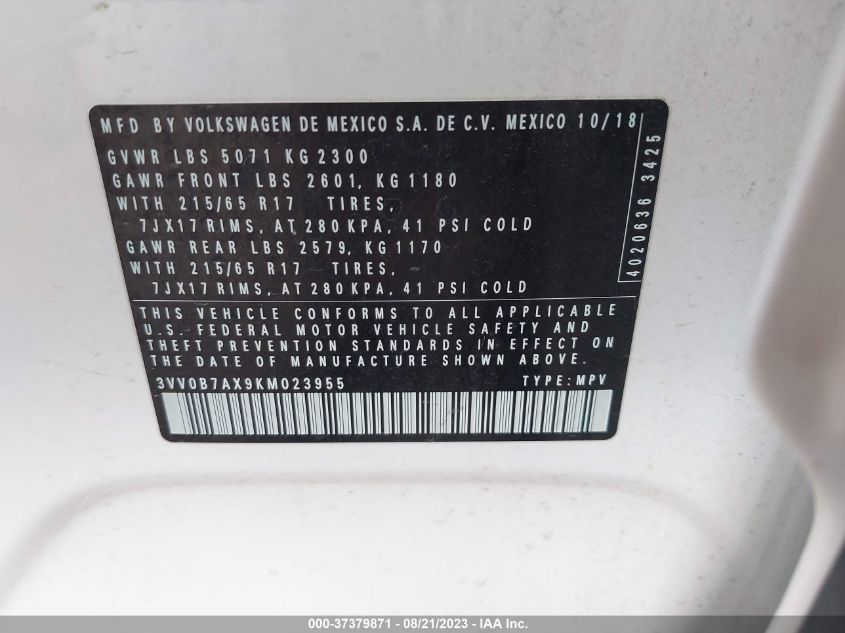 MFD BY VOLKSWAGEN DE MEXICO S.A. DE C.V. MEXICO 10/18
GVWR LBS 5071 KG 2300
GAWR FRONT LBS 2601, KG 1180
WITH 215/65 R17 TIRES,
7JX17 RIMS, AT 280 KPA, 41 PSI COLD
GAWR REAR LBS 2579, KG 1170
WITH 215/65 R17 TIRES,
7JX17 RIMS, AT 280 KPA, 41 PSI COLD
4020636 3425
THIS VEHICLE CONFORMS TO ALL APPLICABLE
U.S. FEDERAL MOTOR VEHICLE SAFETY AND
THEFT PREVENTION STANDARDS IN EFFECT ON
THE DATE OF MANUFACTURE SHOWN ABOVE.
3VV0B7AX9KM023955 TYPE: MPV
000-37379871 - 08/21/2023 - IAA Inc.